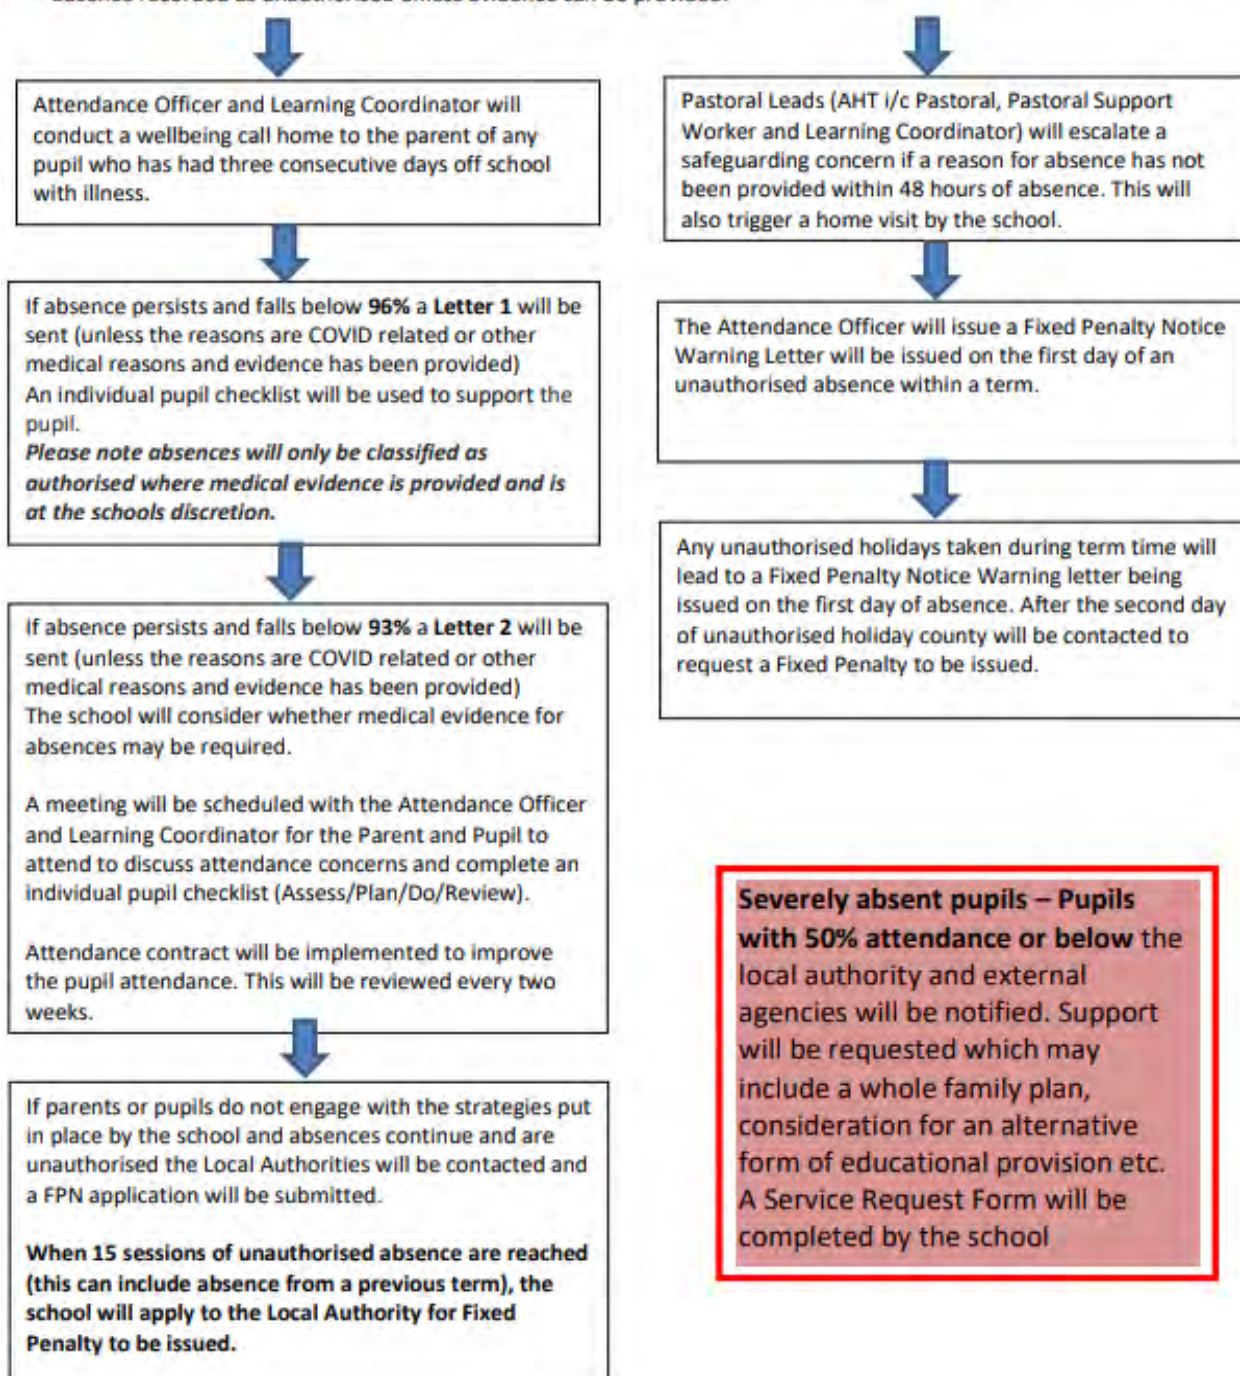 Attendance Officer and Learning Coordinator will
conduct a wellbeing call home to the parent of any
pupil who has had three consecutive days off school
with illness.
If absence persists and falls below 96% a Letter 1 will be
sent (unless the reasons are COVID related or other
medical reasons and evidence has been provided)
An individual pupil checklist will be used to support the
pupil.
Please note absences will only be classified as
authorised where medical evidence is provided and is
at the schools discretion.
If absence persists and falls below 93% a Letter 2 will be
sent (unless the reasons are COVID related or other
medical reasons and evidence has been provided)
The school will consider whether medical evidence for
absences may be required.
A meeting will be scheduled with the Attendance Officer
and Learning Coordinator for the Parent and Pupil to
attend to discuss attendance concerns and complete an
individual pupil checklist (Assess/Plan/Do/Review).
Attendance contract will be implemented to improve
the pupil attendance. This will be reviewed every two
weeks.
If parents or pupils do not engage with the strategies put
in place by the school and absences continue and are
unauthorised the Local Authorities will be contacted and
a FPN application will be submitted.
When 15 sessions of unauthorised absence are reached
(this can include absence from a previous term), the
school will apply to the Local Authority for Fixed
Penalty to be issued.
Pastoral Leads (AHT i/c Pastoral, Pastoral Support
Worker and Learning Coordinator) will escalate a
safeguarding concern if a reason for absence has not
been provided within 48 hours of absence. This will
also trigger a home visit by the school.
The Attendance Officer will issue a Fixed Penalty Notice
Warning Letter will be issued on the first day of an
unauthorised absence within a term.
Any unauthorised holidays taken during term time will
lead to a Fixed Penalty Notice Warning letter being
issued on the first day of absence. After the second day
of unauthorised holiday county will be contacted to
request a Fixed Penalty to be issued.
Severely absent pupils – Pupils
with 50% attendance or below the
local authority and external
agencies will be notified. Support
will be requested which may
include a whole family plan,
consideration for an alternative
form of educational provision etc.
A Service Request Form will be
completed by the school